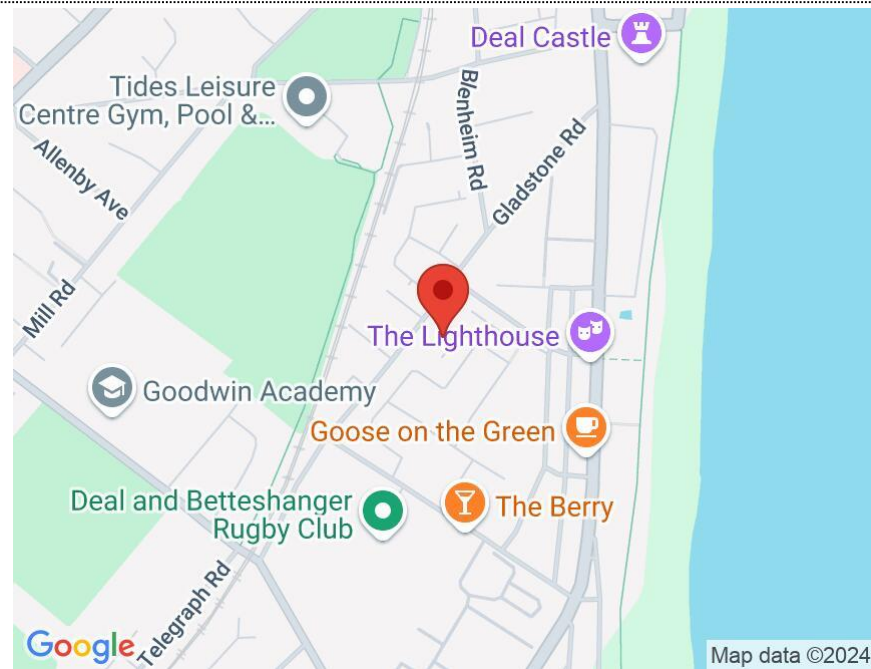 Deal Castle
Tides Leisure
Centre Gym, Pool &...
Blenheim Rd
Gladstone Rd
Allenby Ave
Mill Rd
The Lighthouse
Goodwin Academy
Goose on the Green
Deal and Betteshanger
Rugby Club
The Berry
Telegraph Rd
Google
Map data ©2024